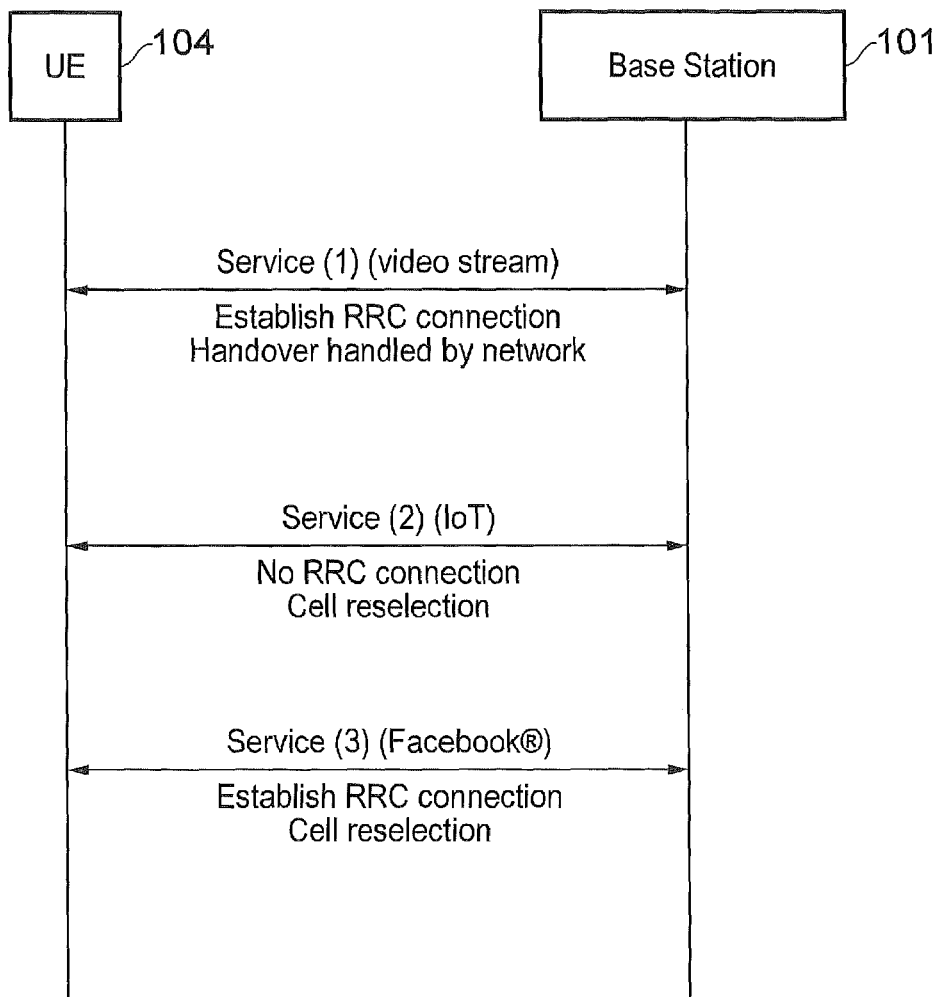 UE
104
Base Station
101
Service (1) (video stream)
Establish RRC connection
Handover handled by network
Service (2) (IoT)
No RRC connection
Cell reselection
Service (3) (Facebook®)
Establish RRC connection
Cell reselection